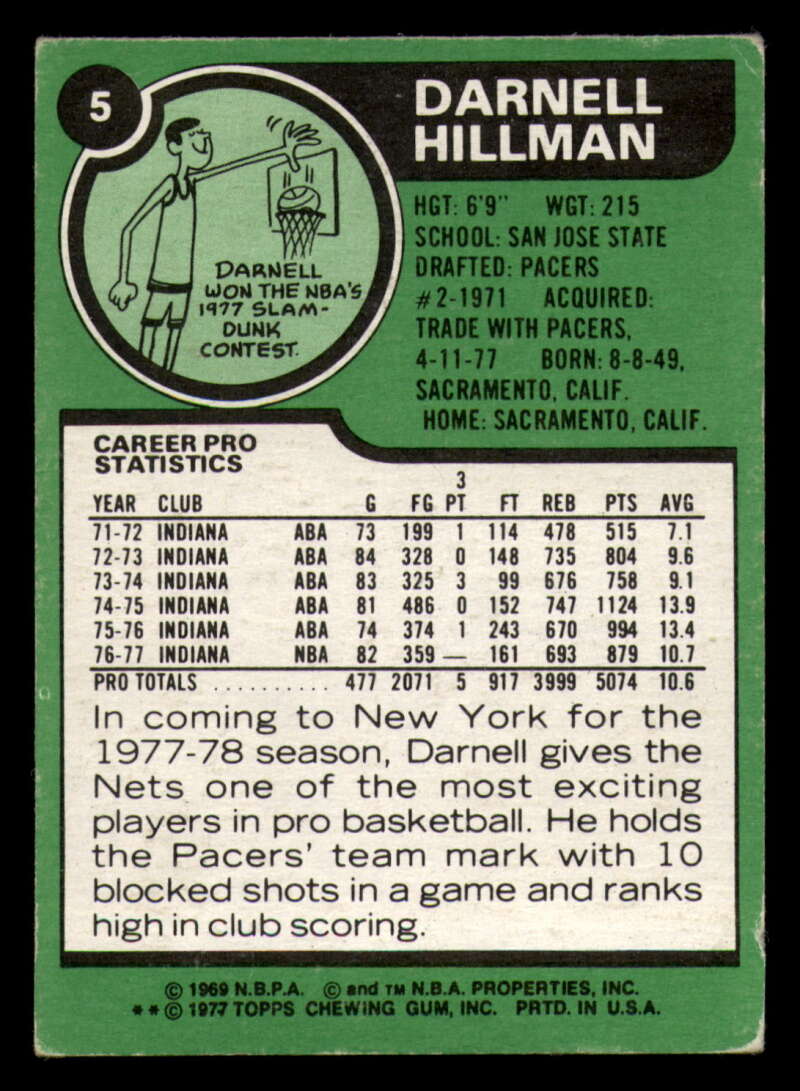 5
DARNELL
HILLMAN
DARNELL
WON THE NBA'S
1977 SLAM-
DUNK
CONTEST.
HGT: 6'9" WGT: 215
SCHOOL: SAN JOSE STATE
DRAFTED: PACERS
#2-1971 ACQUIRED:
TRADE WITH PACERS,
4-11-77 BORN: 8-8-49,
SACRAMENTO, CALIF.
HOME: SACRAMENTO, CALIF.
CAREER PRO
STATISTICS
3
YEAR CLUB G FG PT FT REB PTS AVG
71-72 INDIANA ABA 73 199 1 114 478 515 7.1
72-73 INDIANA ABA 84 328 0 148 735 804 9.6
73-74 INDIANA ABA 83 325 3 99 676 758 9.1
74-75 INDIANA ABA 81 486 0 152 747 1124 13.9
75-76 INDIANA ABA 74 374 1 243 670 994 13.4
76-77 INDIANA NBA 82 359 — 161 693 879 10.7
PRO TOTALS .......... 477 2071 5 917 3999 5074 10.6
In coming to New York for the
1977-78 season, Darnell gives the
Nets one of the most exciting
players in pro basketball. He holds
the Pacers' team mark with 10
blocked shots in a game and ranks
high in club scoring.
© 1969 N.B.P.A. © and TM N.B.A. PROPERTIES, INC.
**© 1977 TOPPS CHEWING GUM, INC. PRTD. IN U.S.A.